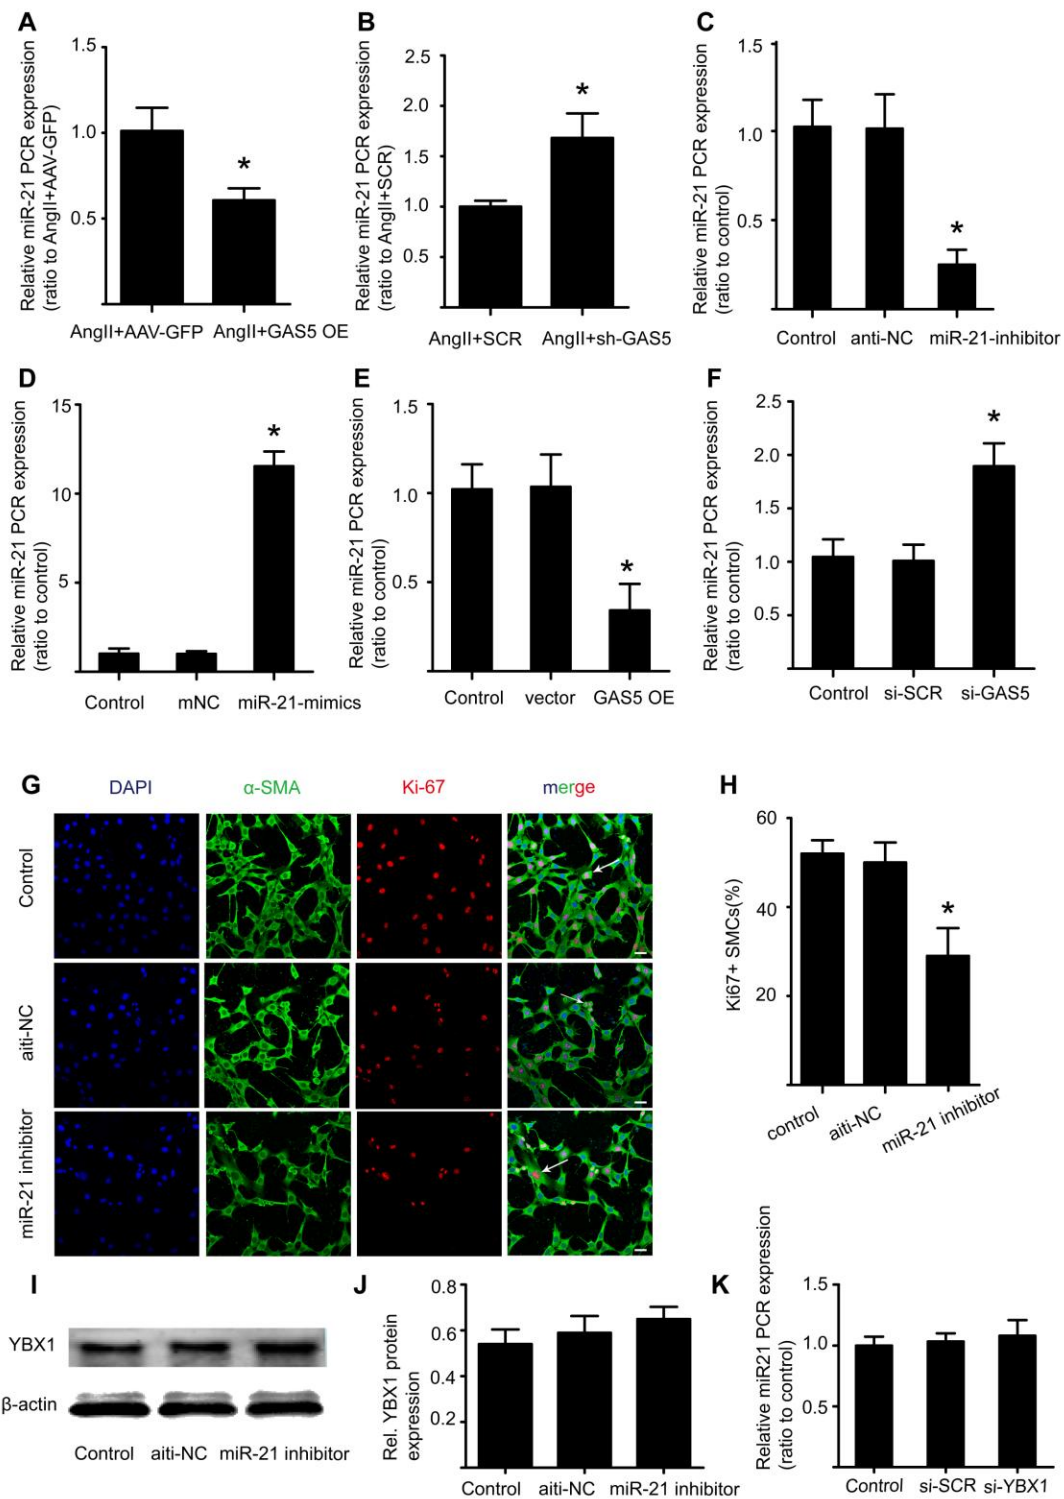 A
Relative miR-21 PCR expression
(ratio to AngII+AAV-GFP)
1.5
1.0
0.5
*
AngII+AAV-GFP
AngII+GAS5 OE
B
Relative miR-21 PCR expression
(ratio to AngII+SCR)
2.5
2.0
1.5
1.0
0.5
*
AngII+SCR
AngII+sh-GAS5
C
Relative miR-21 PCR expression
(ratio to control)
1.5
1.0
0.5
*
Control
anti-NC
miR-21-inhibitor
D
Relative miR-21 PCR expression
(ratio to control)
15
10
5
*
Control
mNC
miR-21-mimics
E
Relative miR-21 PCR expression
(ratio to control)
1.5
1.0
0.5
*
Control
vector
GAS5 OE
F
Relative miR-21 PCR expression
(ratio to control)
2.5
2.0
1.5
1.0
0.5
*
Control
si-SCR
si-GAS5
G
DAPI
α-SMA
Ki-67
merge
Control
aiti-NC
miR-21 inhibitor
H
Ki67+ SMCs(%)
60
40
20
*
control
aiti-NC
miR-21 inhibitor
I
YBX1
β-actin
Control
aiti-NC
miR-21 inhibitor
J
Rel. YBX1 protein
expression
0.8
0.6
0.4
0.2
Control
aiti-NC
miR-21 inhibitor
K
Relative miR21 PCR expression
(ratio to control)
1.5
1.0
0.5
Control
si-SCR
si-YBX1